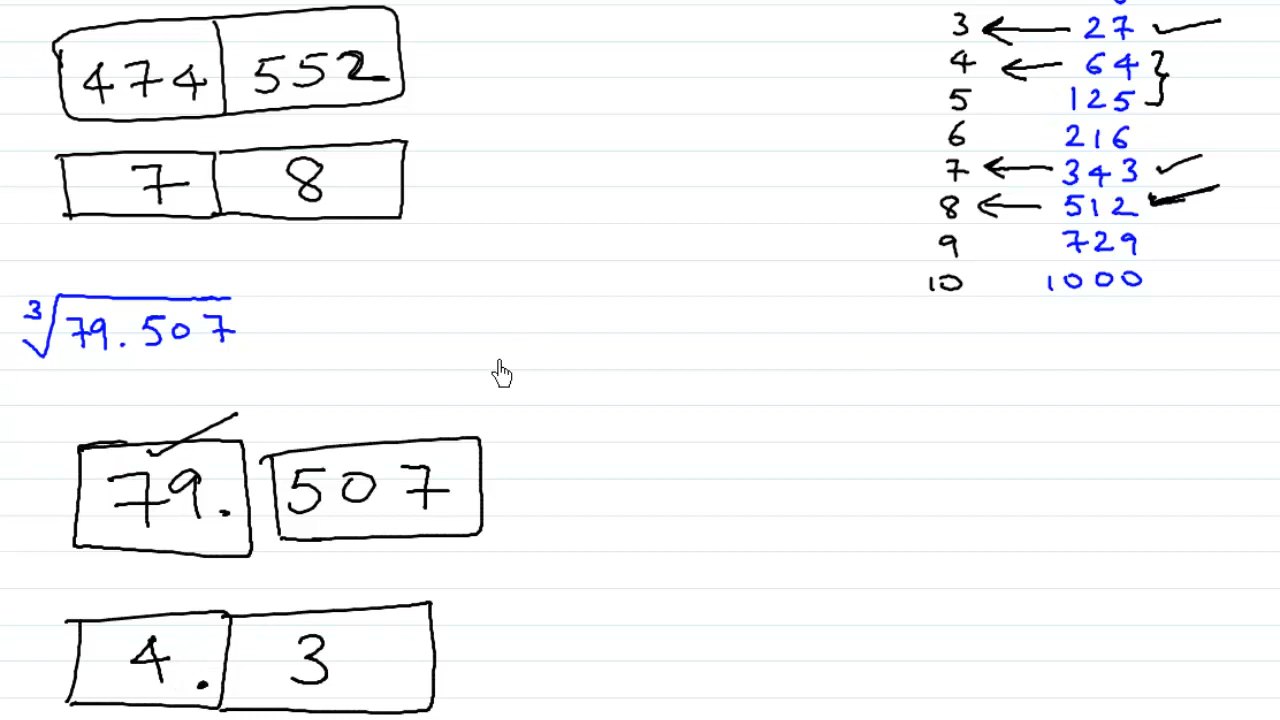 474 552
7 8
3√79.507
79. 507
4. 3
3 ← 27 ✓
4 ← 64 }
5 125
6 216
7 ← 343 ✓
8 ← 512 ✓
9 729
10 1000